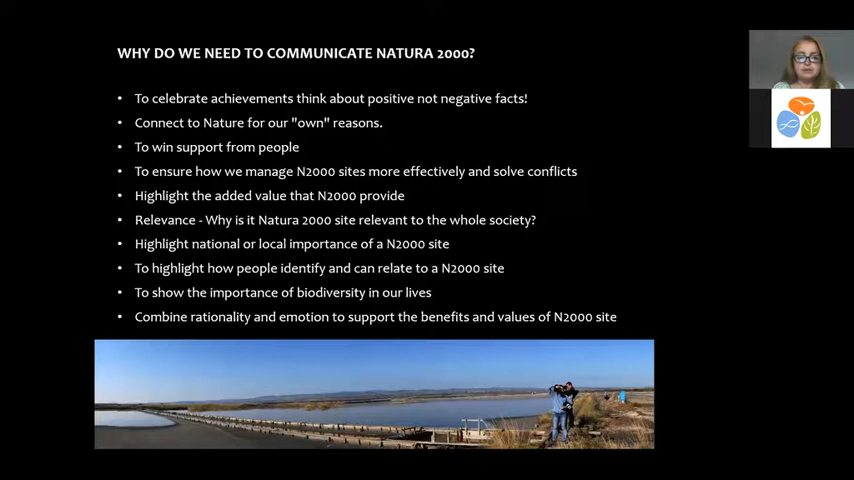 WHY DO WE NEED TO COMMUNICATE NATURA 2000?
• To celebrate achievements think about positive not negative facts!
• Connect to Nature for our "own" reasons.
• To win support from people
• To ensure how we manage N2000 sites more effectively and solve conflicts
• Highlight the added value that N2000 provide
• Relevance - Why is it Natura 2000 site relevant to the whole society?
• Highlight national or local importance of a N2000 site
• To highlight how people identify and can relate to a N2000 site
• To show the importance of biodiversity in our lives
• Combine rationality and emotion to support the benefits and values of N2000 site